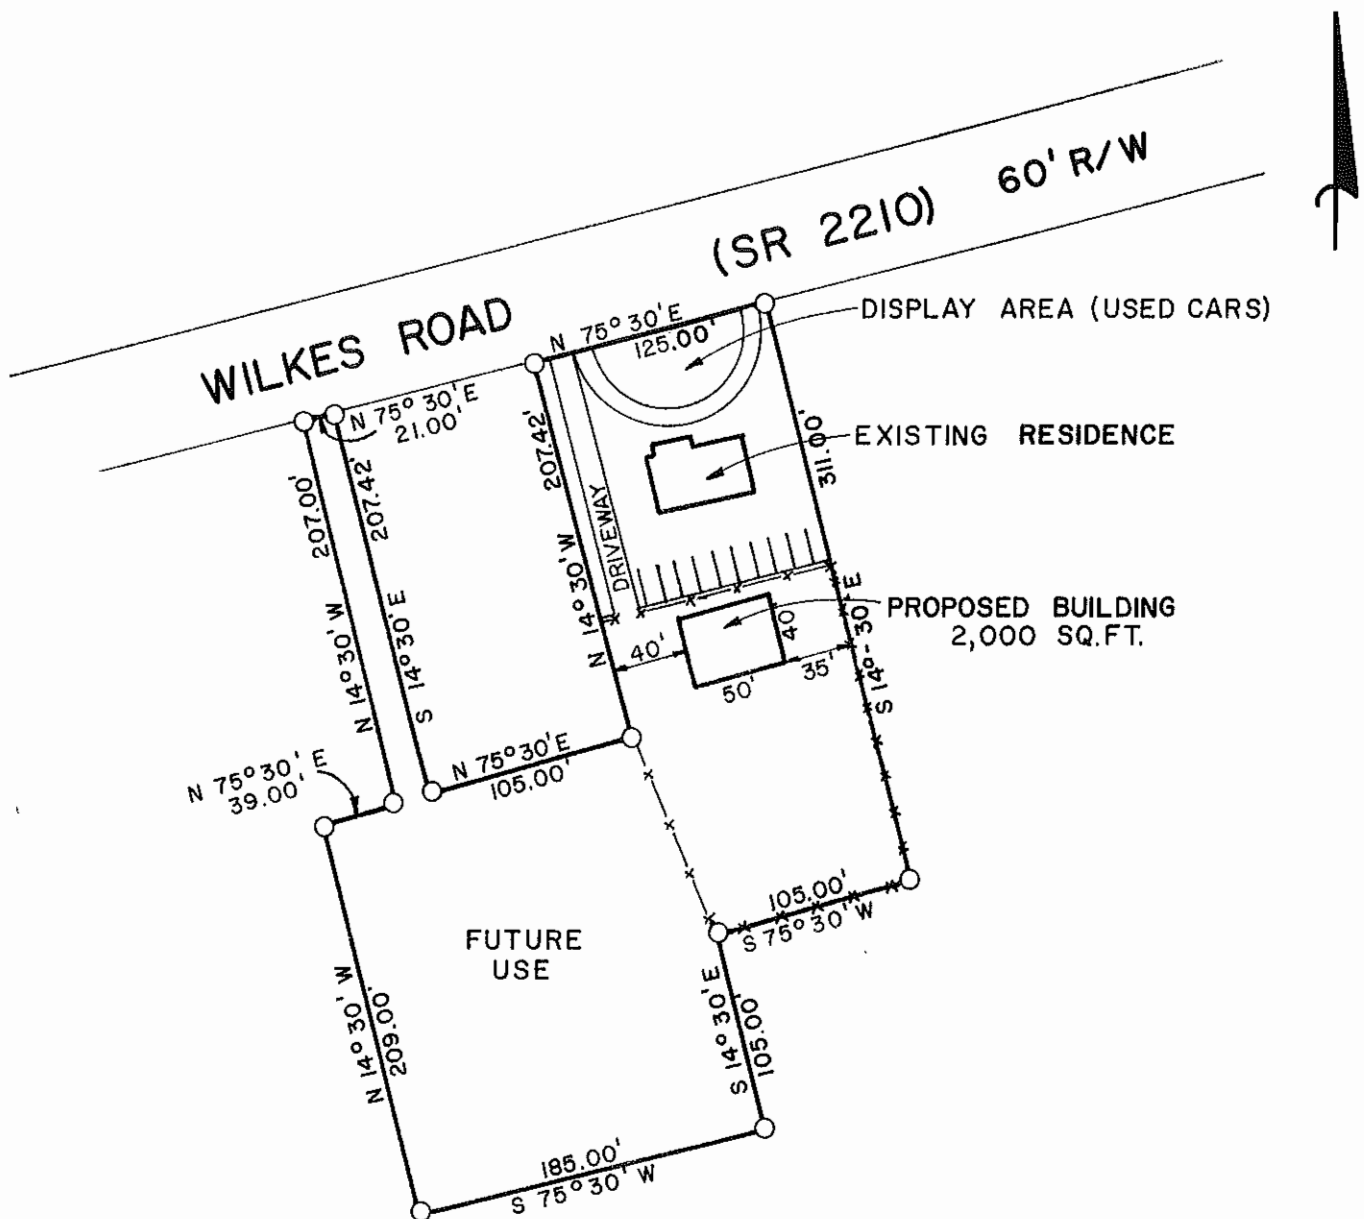 60' R/W
(SR 2210)
WILKES ROAD
DISPLAY AREA (USED CARS)
N 75° 30' E
125.00'
N 75° 30' E
21.00'
EXISTING RESIDENCE
207.42'
311.00'
207.00'
207.42'
DRIVEWAY
N 14° 30' W
S 14°-30'-E
PROPOSED BUILDING
2,000 SQ.FT.
40'
40'
50'
35'
N 14° 30' W
S 14° 30' E
N 75° 30' E
105.00'
N 75° 30' E
39.00'
105.00'
S 75° 30' W
FUTURE
USE
N 14° 30' W
209.00'
S 14° 30' E
105.00'
185.00'
S 75° 30' W